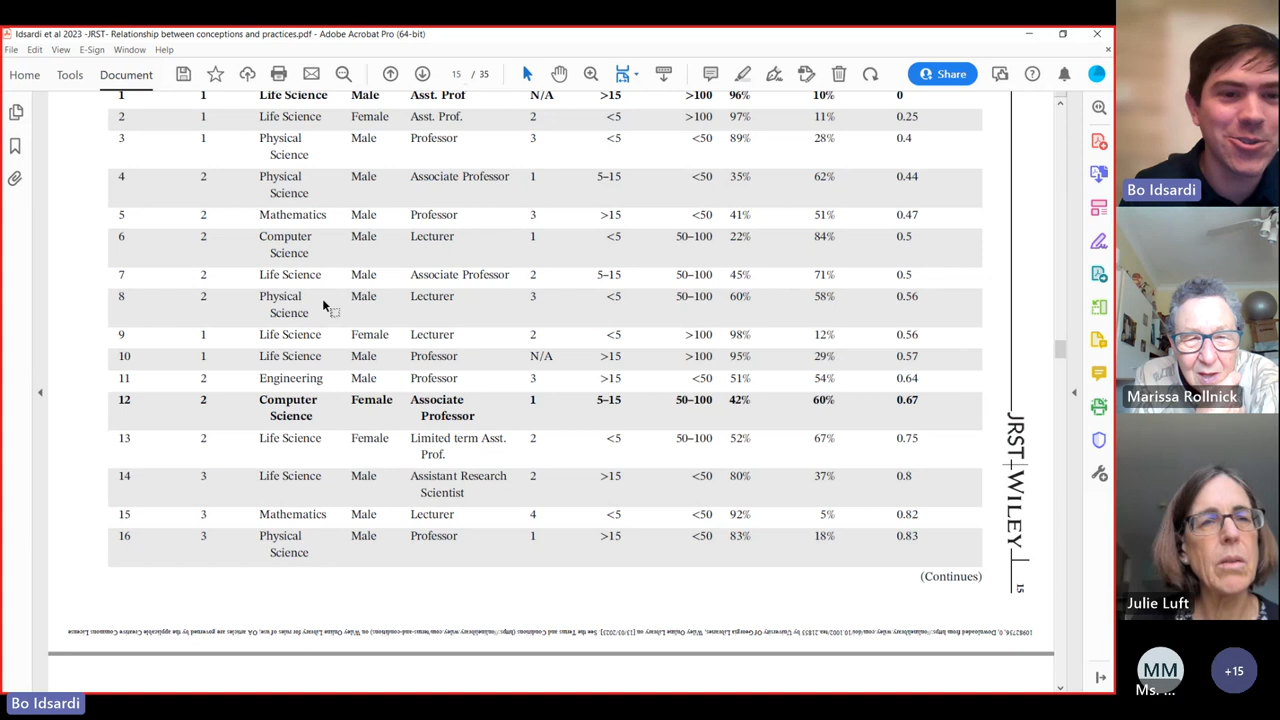 Idsardi et al 2023 -JRST- Relationship between conceptions and practices.pdf - Adobe Acrobat Pro (64-bit)
File Edit View E-Sign Window Help
Home Tools Document 15 / 35 Share
1 1 Life Science Male Asst. Prof N/A >15 >100 96% 10% 0
2 1 Life Science Female Asst. Prof. 2 <5 >100 97% 11% 0.25
3 1 Physical Male Professor 3 <5 <50 89% 28% 0.4
Science
4 2 Physical Male Associate Professor 1 5–15 <50 35% 62% 0.44
Science
5 2 Mathematics Male Professor 3 >15 <50 41% 51% 0.47
6 2 Computer Male Lecturer 1 <5 50–100 22% 84% 0.5
Science
7 2 Life Science Male Associate Professor 2 5–15 50–100 45% 71% 0.5
8 2 Physical Male Lecturer 3 <5 50–100 60% 58% 0.56
Science
9 1 Life Science Female Lecturer 2 <5 >100 98% 12% 0.56
10 1 Life Science Male Professor N/A >15 >100 95% 29% 0.57
11 2 Engineering Male Professor 3 >15 <50 51% 54% 0.64
12 2 Computer Female Associate 1 5–15 50–100 42% 60% 0.67
Science Professor
13 2 Life Science Female Limited term Asst. 2 <5 50–100 52% 67% 0.75
Prof.
14 3 Life Science Male Assistant Research 2 >15 <50 80% 37% 0.8
Scientist
15 3 Mathematics Male Lecturer 4 <5 <50 92% 5% 0.82
16 3 Physical Male Professor 1 >15 <50 83% 18% 0.83
Science
(Continues)
JRST WILEY 15
Bo Idsardi
Marissa Rollnick
Julie Luft
MM
+15
Ms. ...
Bo Idsardi